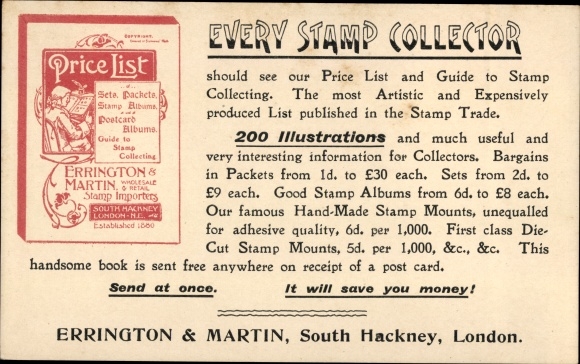 COPYRIGHT.
Price List
of
Sets, Packets,
Stamp Albums,
and
Postcard
Albums.
Guide to
Stamp
Collecting
ERRINGTON &
MARTIN, WHOLESALE
& RETAIL
Stamp Importers
SOUTH HACKNEY
LONDON - N.E.
Established 1880
EVERY STAMP COLLECTOR
should see our Price List and Guide to Stamp
Collecting. The most Artistic and Expensively
produced List published in the Stamp Trade.
200 Illustrations and much useful and
very interesting information for Collectors. Bargains
in Packets from 1d. to £30 each. Sets from 2d. to
£9 each. Good Stamp Albums from 6d. to £8 each.
Our famous Hand-Made Stamp Mounts, unequalled
for adhesive quality, 6d. per 1,000. First class Die-
Cut Stamp Mounts, 5d. per 1,000, &c., &c. This
handsome book is sent free anywhere on receipt of a post card.
Send at once. It will save you money!
ERRINGTON & MARTIN, South Hackney, London.